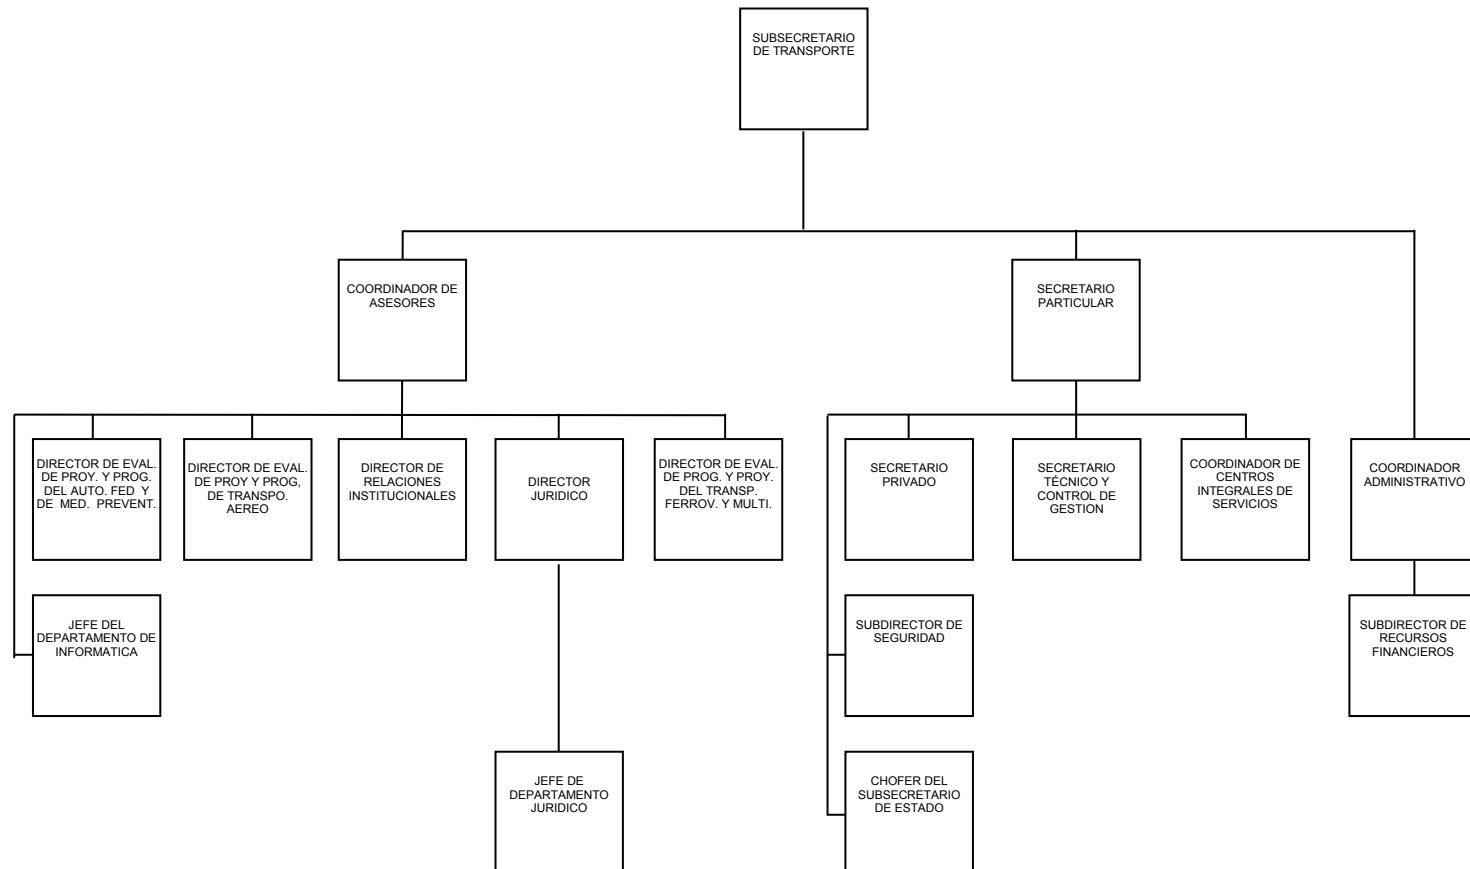 SUBSECRETARIO
DE TRANSPORTE
COORDINADOR DE
ASESORES
SECRETARIO
PARTICULAR
DIRECTOR DE EVAL.
DE PROY. Y PROG.
DEL AUTO. FED Y
DE MED. PREVENT.
DIRECTOR DE EVAL.
DE PROY Y PROG,
DE TRANSPO.
AEREO
DIRECTOR DE
RELACIONES
INSTITUCIONALES
DIRECTOR
JURIDICO
DIRECTOR DE EVAL.
DE PROG. Y PROY.
DEL TRANSP.
FERROV. Y MULTI.
SECRETARIO
PRIVADO
SECRETARIO
TÉCNICO Y
CONTROL DE
GESTION
COORDINADOR DE
CENTROS
INTEGRALES DE
SERVICIOS
COORDINADOR
ADMINISTRATIVO
JEFE DEL
DEPARTAMENTO DE
INFORMATICA
SUBDIRECTOR DE
SEGURIDAD
SUBDIRECTOR DE
RECURSOS
FINANCIEROS
JEFE DE
DEPARTAMENTO
JURIDICO
CHOFER DEL
SUBSECRETARIO
DE ESTADO